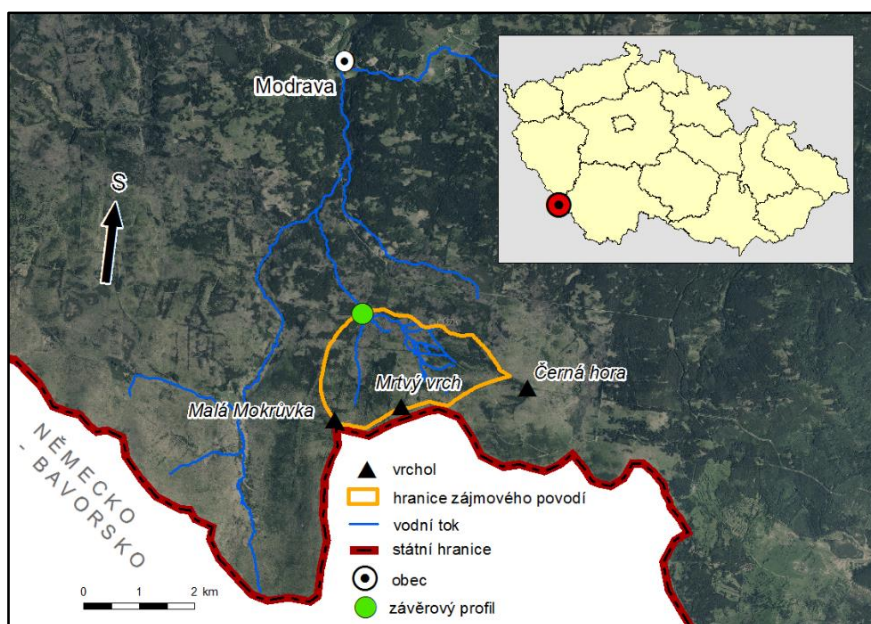 Modrava
S
Černá hora
Mrtvý vrch
Malá Mokrůvka
NĚMECKO
- BAVORSKO
vrchol
hranice zájmového povodí
vodní tok
státní hranice
obec
závěrový profil
0 1 2 km